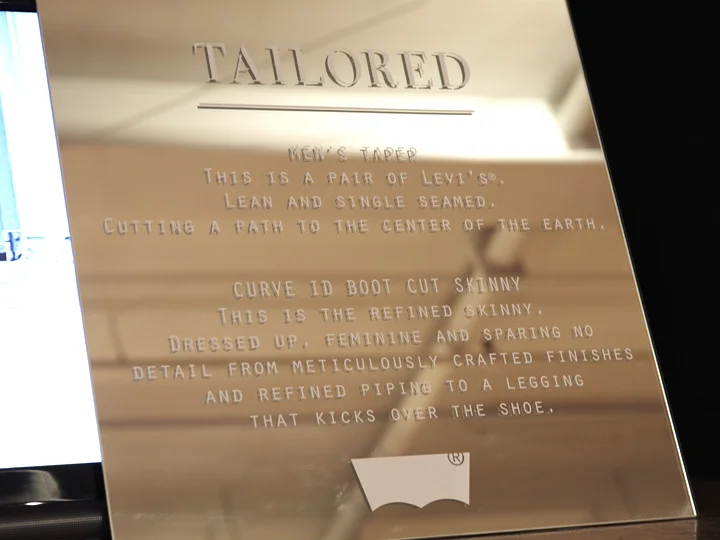 TAILORED
MEN'S TAPER
THIS IS A PAIR OF LEVI'S®.
LEAN AND SINGLE SEAMED.
CUTTING A PATH TO THE CENTER OF THE EARTH.
CURVE ID BOOT CUT SKINNY
THIS IS THE REFINED SKINNY.
DRESSED UP, FEMININE AND SPARING NO
DETAIL FROM METICULOUSLY CRAFTED FINISHES
AND REFINED PIPING TO A LEGGING
THAT KICKS OVER THE SHOE.
®